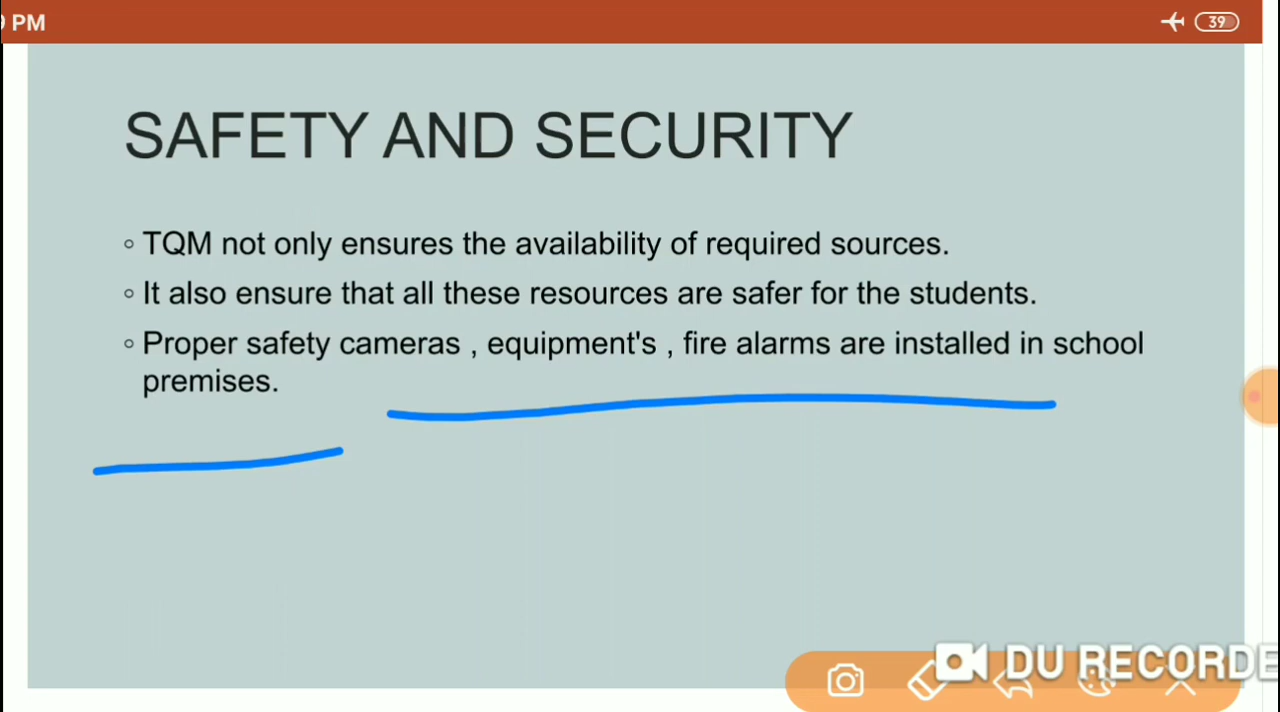 PM
39
SAFETY AND SECURITY
◦ TQM not only ensures the availability of required sources.
◦ It also ensure that all these resources are safer for the students.
◦ Proper safety cameras , equipment's , fire alarms are installed in school
premises.
DU RECORDE